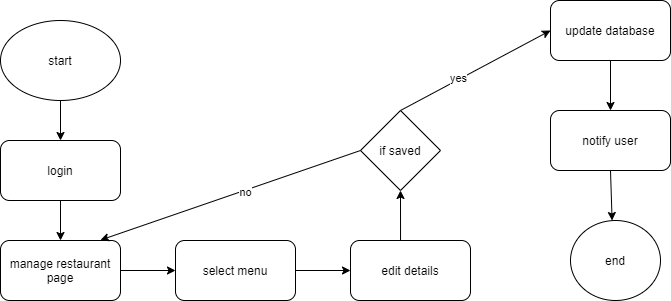 start
login
manage restaurant
page
select menu
edit details
if saved
no
yes
update database
notify user
end